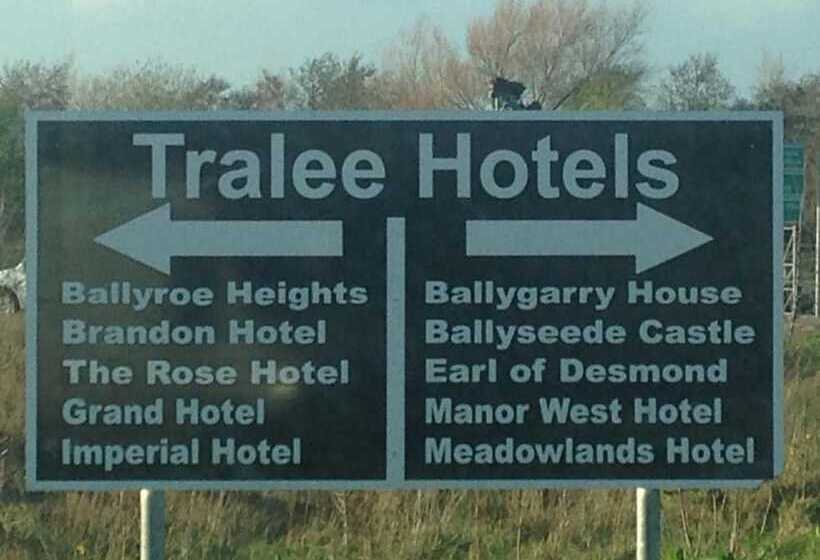 Tralee Hotels
Ballyroe Heights
Brandon Hotel
The Rose Hotel
Grand Hotel
Imperial Hotel
Ballygarry House
Ballyseede Castle
Earl of Desmond
Manor West Hotel
Meadowlands Hotel